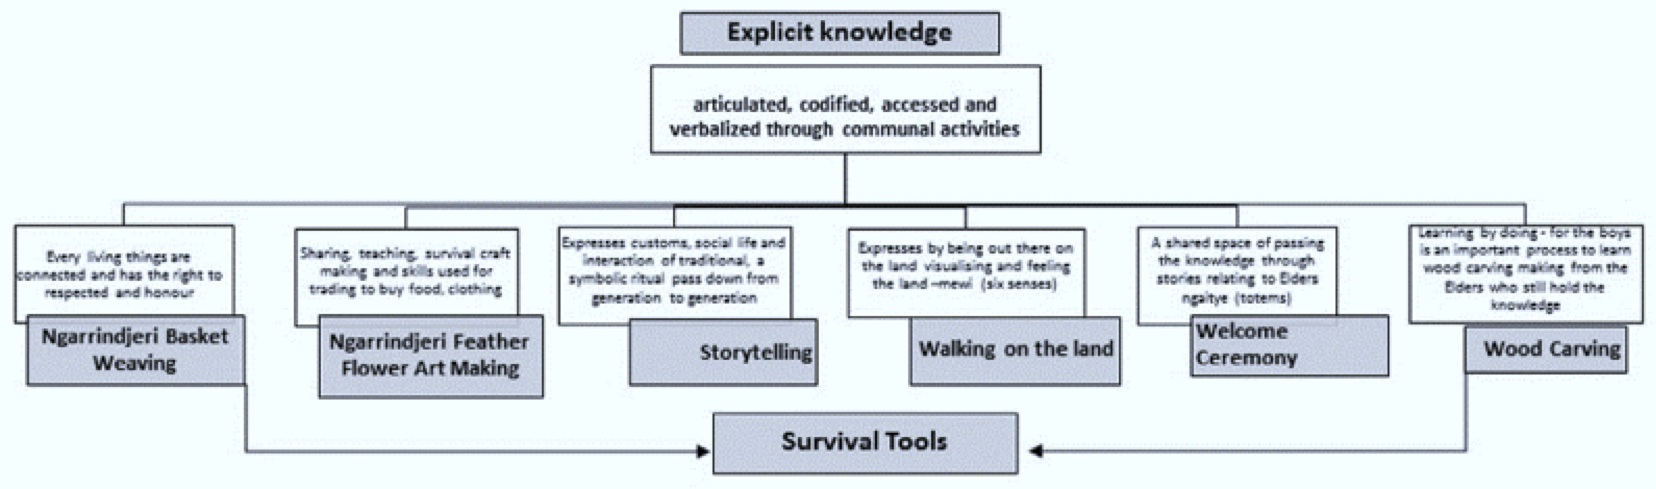 Explicit knowledge
articulated, codified, accessed and
verbalized through communal activities
Every living things are
connected and has the right to
respected and honour
Ngarrindjeri Basket
Weaving
Sharing, teaching, survival craft
making and skills used for
trading to buy food, clothing
Ngarrindjeri Feather
Flower Art Making
Expresses customs, social life and
interaction of traditional, a
symbolic ritual pass down from
generation to generation
Storytelling
Expresses by being out there on
the land visualising and feeling
the land –mewi (six senses)
Walking on the land
A shared space of passing
the knowledge through
stories relating to Elders
ngaitye (totems)
Welcome
Ceremony
Learning by doing - for the boys
is an important process to learn
wood carving making from the
Elders who still hold the
knowledge
Wood Carving
Survival Tools